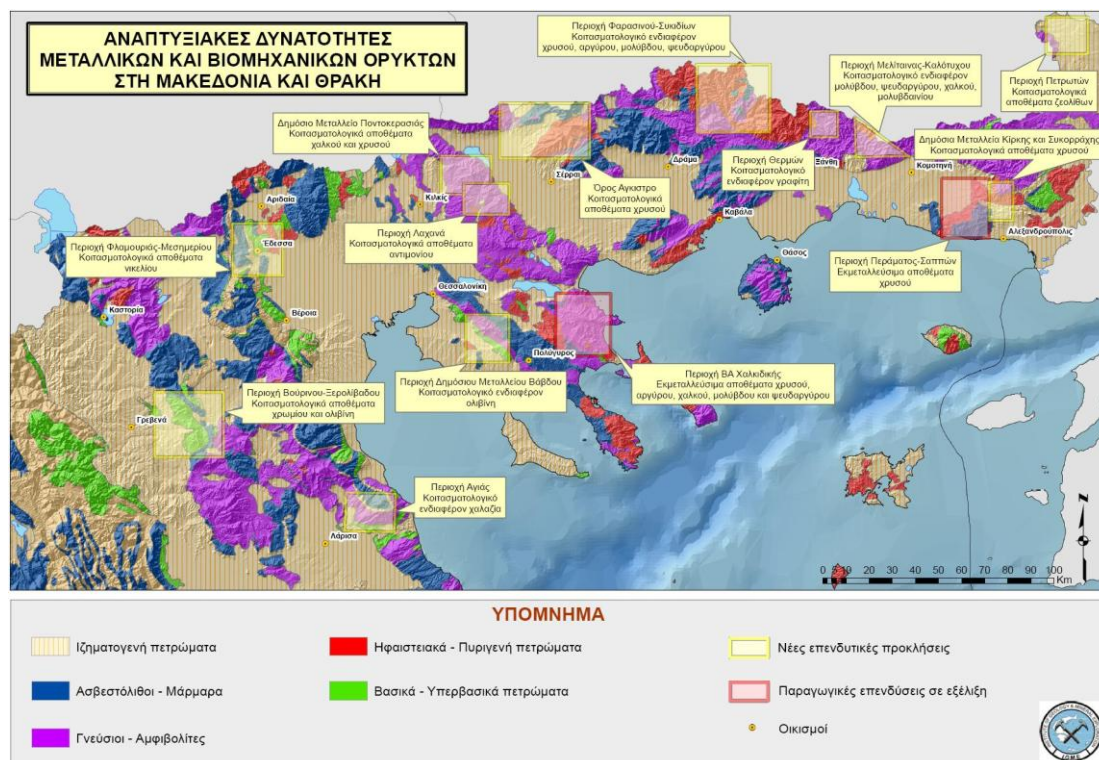 ΑΝΑΠΤΥΞΙΑΚΕΣ ΔΥΝΑΤΟΤΗΤΕΣ
ΜΕΤΑΛΛΙΚΩΝ ΚΑΙ ΒΙΟΜΗΧΑΝΙΚΩΝ ΟΡΥΚΤΩΝ
ΣΤΗ ΜΑΚΕΔΟΝΙΑ ΚΑΙ ΘΡΑΚΗ
Περιοχή Φαρασινού-Συκιδίων
Κοιτασματολογικό ενδιαφέρον
χρυσού, αργύρου, μολύβδου, ψευδαργύρου
Περιοχή Μελίταινας-Καλότυχου
Κοιτασματολογικό ενδιαφέρον
μολύβδου, ψευδαργύρου, χαλκού,
μολυβδαινίου
Περιοχή Πετρωτών
Κοιτασματολογικά
αποθέματα ζεολίθων
Δημόσιο Μεταλλείο Ποντοκερασιάς
Κοιτασματολογικά αποθέματα
χαλκού και χρυσού
Δημόσια Μεταλλεία Κίρκης και Συκορράχης
Κοιτασματολογικά αποθέματα χρυσού
Περιοχή Θερμών
Κοιτασματολογικό
ενδιαφέρον γραφίτη
Όρος Αγκιστρο
Κοιτασματολογικά
αποθέματα χρυσού
Περιοχή Λαχανά
Κοιτασματολογικά αποθέματα
αντιμονίου
Περιοχή Φλαμουριάς-Μεσημερίου
Κοιτασματολογικά αποθέματα
νικελίου
Περιοχή Περάματος-Σαππών
Εκμεταλλεύσιμα αποθέματα
χρυσού
Περιοχή Βούρινου-Ξερολίβαδου
Κοιτασματολογικά αποθέματα
χρωμίου και ολιβίνη
Περιοχή Δημόσιου Μεταλλείου Βάβδου
Κοιτασματολογικό ενδιαφέρον
ολιβίνη
Περιοχή ΒΑ Χαλκιδικής
Εκμεταλλεύσιμα αποθέματα χρυσού,
αργύρου, χαλκού, μολύβδου και ψευδαργύρου
Περιοχή Αγιάς
Κοιτασματολογικό
ενδιαφέρον χαλαζία
Αριδαία
Έδεσσα
Κιλκίς
Σέρραι
Δράμα
Ξάνθη
Κομοτηνή
Καβάλα
Αλεξανδρούπολις
Θάσος
Θεσσαλονίκη
Καστορία
Βέροια
Πολύγυρος
Γρεβενά
Λάρισα
N
0 5 10 20 30 40 50 60 70 80 90 100
Km
ΥΠΟΜΝΗΜΑ
Ιζηματογενή πετρώματα
Ασβεστόλιθοι - Μάρμαρα
Γνεύσιοι - Αμφιβολίτες
Ηφαιστειακά - Πυριγενή πετρώματα
Βασικά - Υπερβασικά πετρώματα
Νέες επενδυτικές προκλήσεις
Παραγωγικές επενδύσεις σε εξέλιξη
Οικισμοί